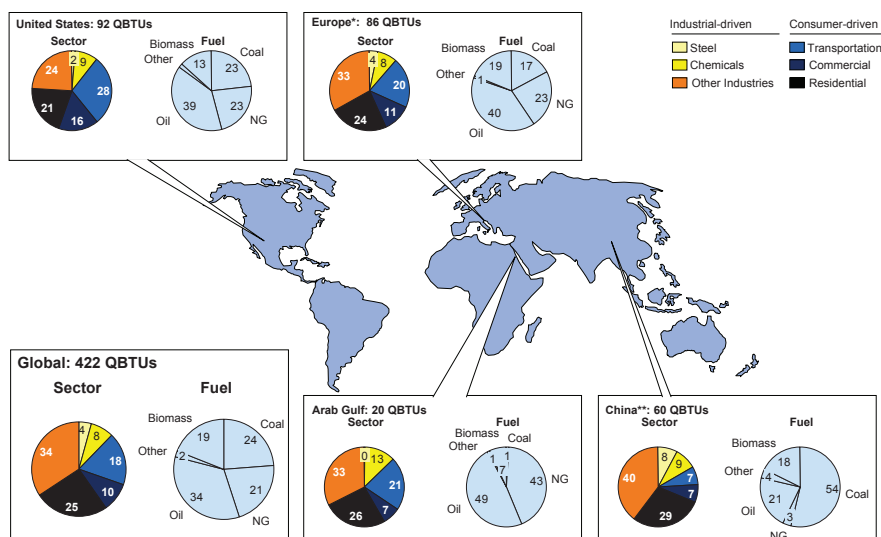 United States: 92 QBTUs
Sector
Fuel
2
9
28
16
21
24
Biomass
Other
13
Coal
23
23
NG
39
Oil
Europe*: 86 QBTUs
Sector
Fuel
4
8
20
11
24
33
Biomass
19
Coal
17
Other
1
23
NG
40
Oil
Industrial-driven
Consumer-driven
Steel
Transportation
Chemicals
Commercial
Other Industries
Residential
Global: 422 QBTUs
Sector
Fuel
4
8
18
10
25
34
Biomass
19
Coal
24
Other
2
21
NG
34
Oil
Arab Gulf: 20 QBTUs
Sector
Fuel
0
13
21
7
26
33
Biomass
Other
Coal
1
1
7
43
NG
49
Oil
China**: 60 QBTUs
Sector
Fuel
8
9
7
7
29
40
Biomass
18
Other
4
54
Coal
21
Oil
3
NG